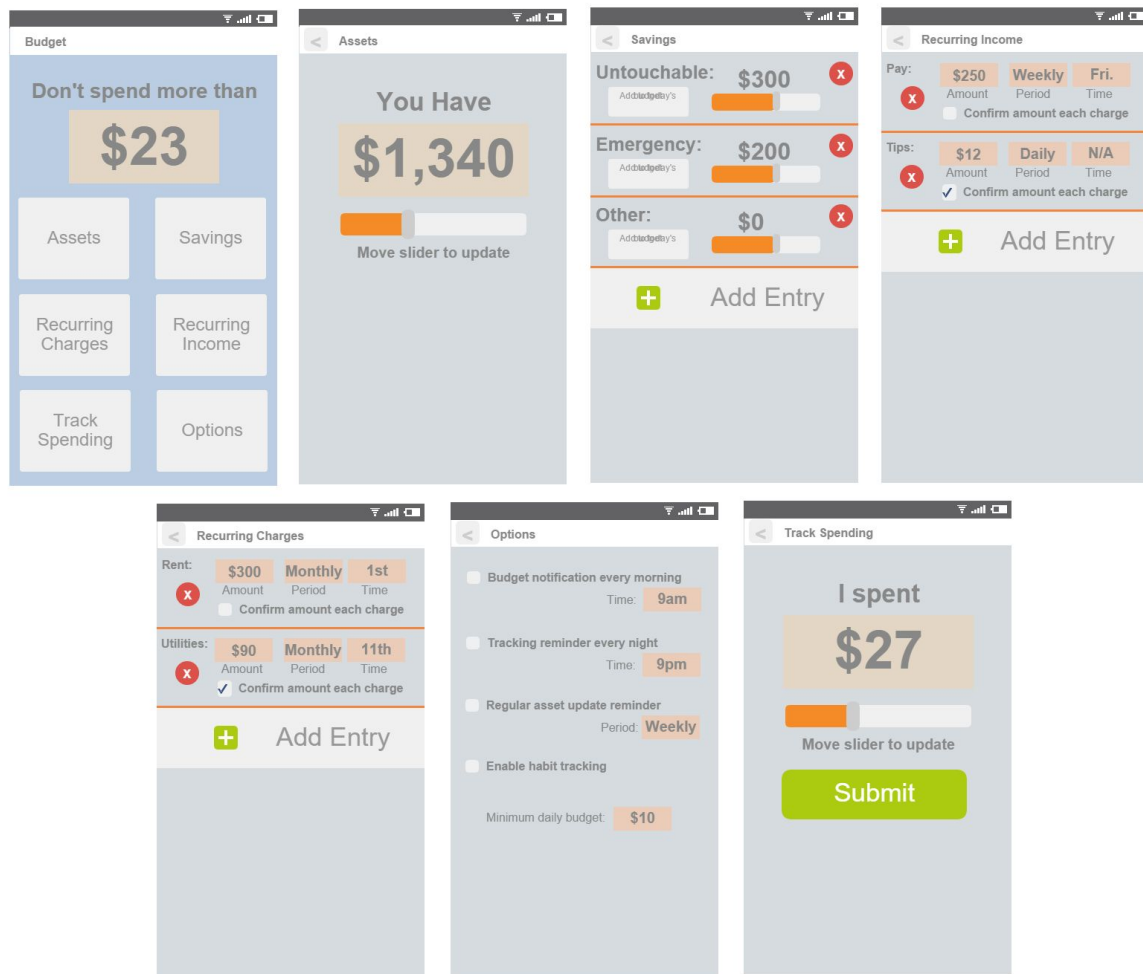 Budget
Don't spend more than
$23
Assets
Savings
Recurring
Charges
Recurring
Income
Track
Spending
Options
<
Assets
You Have
$1,340
Move slider to update
<
Savings
Untouchable:
$300
X
Emergency:
$200
X
Other:
$0
X
+
Add Entry
<
Recurring Income
Pay:
$250 Weekly Fri.
X
Amount Period Time
Confirm amount each charge
Tips:
$12 Daily N/A
X
Amount Period Time
✓ Confirm amount each charge
+
Add Entry
<
Recurring Charges
Rent:
$300 Monthly 1st
X
Amount Period Time
Confirm amount each charge
Utilities:
$90 Monthly 11th
X
Amount Period Time
✓ Confirm amount each charge
+
Add Entry
<
Options
Budget notification every morning
Time: 9am
Tracking reminder every night
Time: 9pm
Regular asset update reminder
Period: Weekly
Enable habit tracking
Minimum daily budget: $10
<
Track Spending
I spent
$27
Move slider to update
Submit